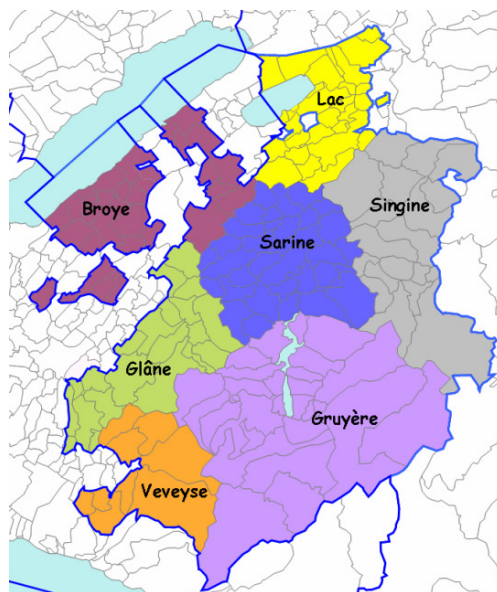 Lac
Broye
Singine
Sarine
Glâne
Gruyère
Veveyse